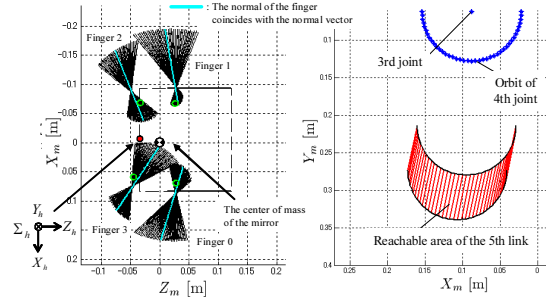 : The normal of the finger
coincides with the normal vector
Finger 2
Finger 1
-0.2
-0.15
-0.1
-0.05
0
0.05
0.1
0.15
0.2
X_m [m]
Y_h
Σ_h
Z_h
X_h
Finger 3
Finger 0
The center of mass
of the mirror
-0.1
-0.05
0
0.05
0.1
0.15
0.2
Z_m [m]
0.1
0.15
0.2
0.25
0.3
0.35
0.4
Y_m [m]
3rd joint
Orbit of
4th joint
Reachable area of the 5th link
0.25
0.2
0.15
0.1
0.05
0
X_m [m]